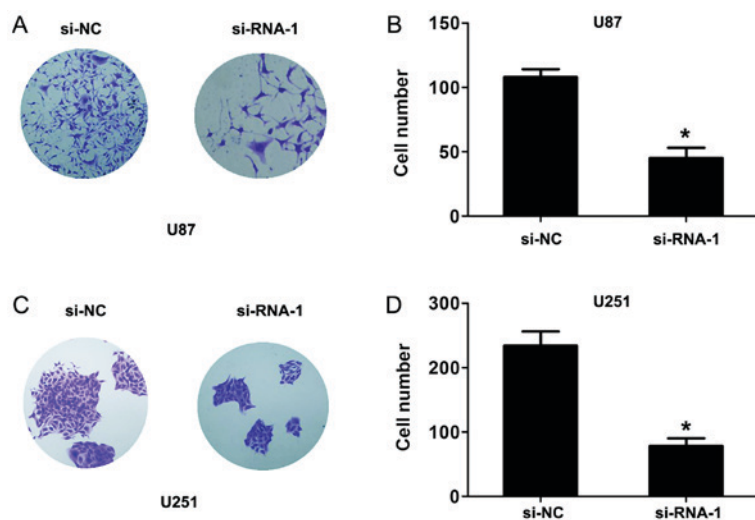 A
si-NC
si-RNA-1
U87
B
U87
Cell number
150
100
50
0
*
si-NC
si-RNA-1
C
si-NC
si-RNA-1
U251
D
U251
Cell number
300
200
100
0
*
si-NC
si-RNA-1